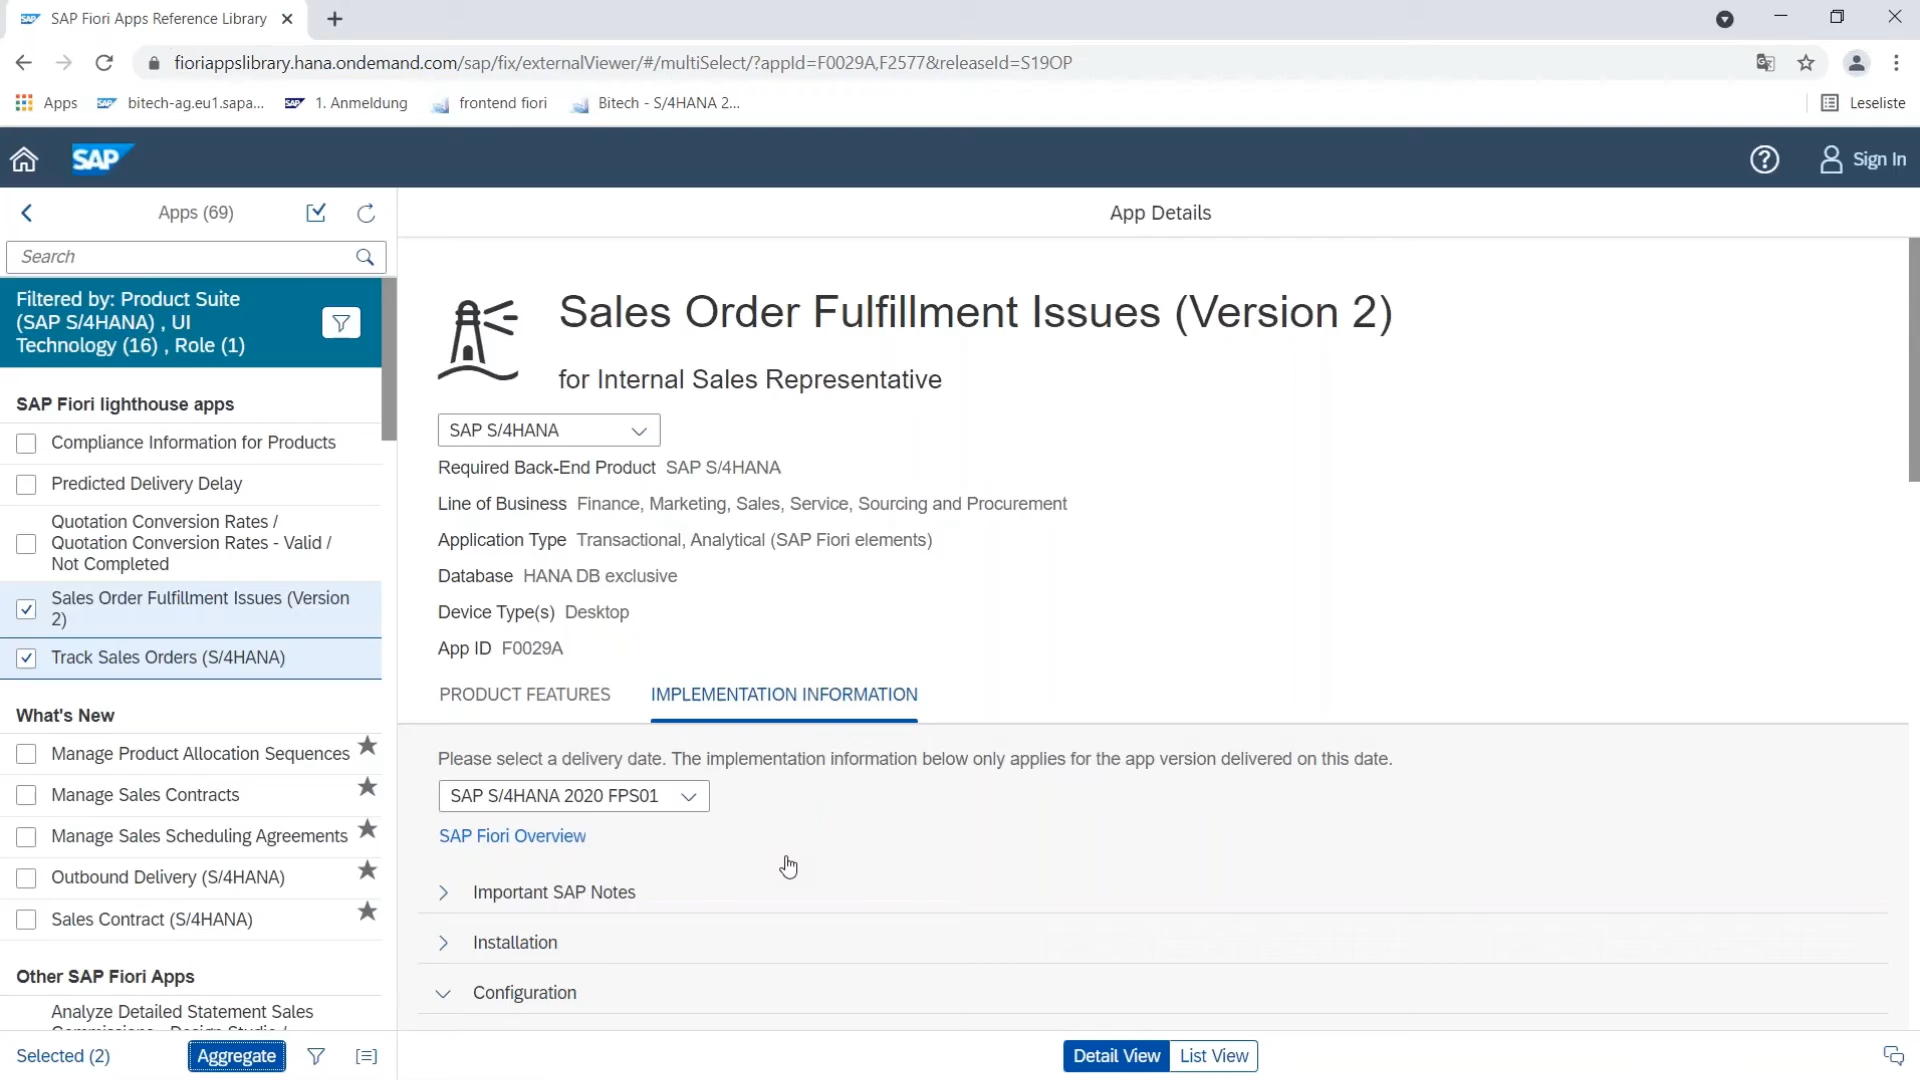 SAP SAP Fiori Apps Reference Library
fioriappslibrary.hana.ondemand.com/sap/fix/externalViewer/#/multiSelect/?appId=F0029A,F2577&releaseId=S19OP
Apps SAP bitech-ag.eu1.sapa... SAP 1. Anmeldung frontend fiori Bitech - S/4HANA 2... Leseliste
SAP Sign In
Apps (69)
App Details
Search
Filtered by: Product Suite
(SAP S/4HANA) , UI
Technology (16) , Role (1)
SAP Fiori lighthouse apps
Compliance Information for Products
Predicted Delivery Delay
Quotation Conversion Rates /
Quotation Conversion Rates - Valid /
Not Completed
Sales Order Fulfillment Issues (Version
2)
Track Sales Orders (S/4HANA)
What's New
Manage Product Allocation Sequences
Manage Sales Contracts
Manage Sales Scheduling Agreements
Outbound Delivery (S/4HANA)
Sales Contract (S/4HANA)
Other SAP Fiori Apps
Analyze Detailed Statement Sales
Selected (2)
Aggregate
Sales Order Fulfillment Issues (Version 2)
for Internal Sales Representative
SAP S/4HANA
Required Back-End Product SAP S/4HANA
Line of Business Finance, Marketing, Sales, Service, Sourcing and Procurement
Application Type Transactional, Analytical (SAP Fiori elements)
Database HANA DB exclusive
Device Type(s) Desktop
App ID F0029A
PRODUCT FEATURES IMPLEMENTATION INFORMATION
Please select a delivery date. The implementation information below only applies for the app version delivered on this date.
SAP S/4HANA 2020 FPS01
SAP Fiori Overview
Important SAP Notes
Installation
Configuration
Detail View List View